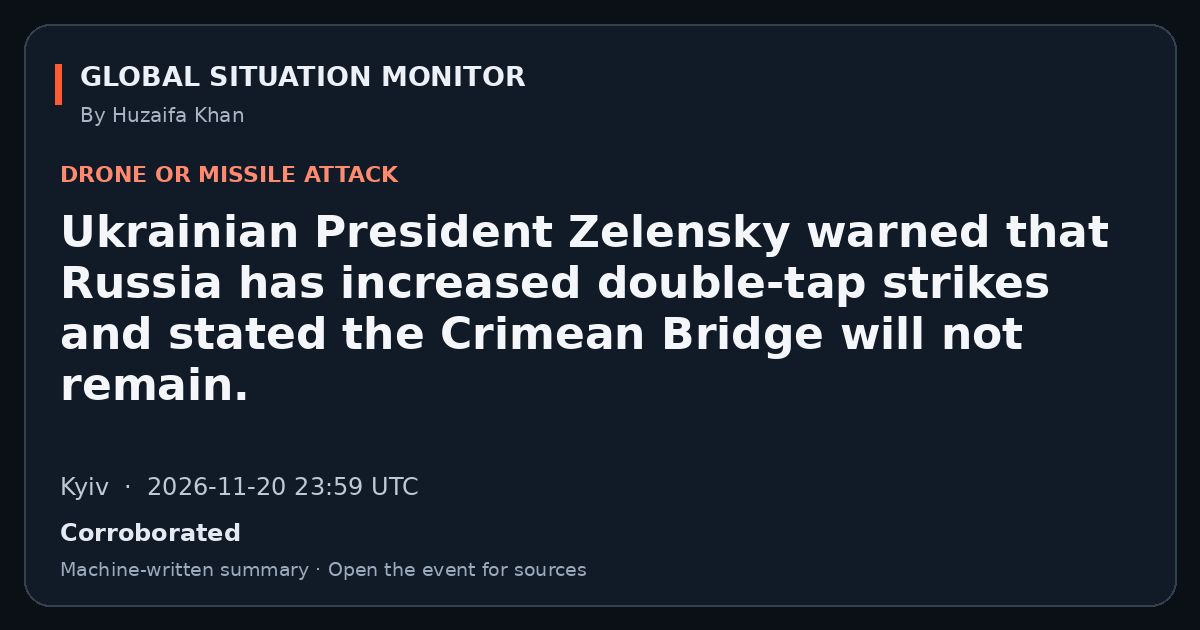 GLOBAL SITUATION MONITOR
By Huzaifa Khan
DRONE OR MISSILE ATTACK
Ukrainian President Zelensky warned that
Russia has increased double-tap strikes
and stated the Crimean Bridge will not
remain.
Kyiv · 2026-11-20 23:59 UTC
Corroborated
Machine-written summary · Open the event for sources